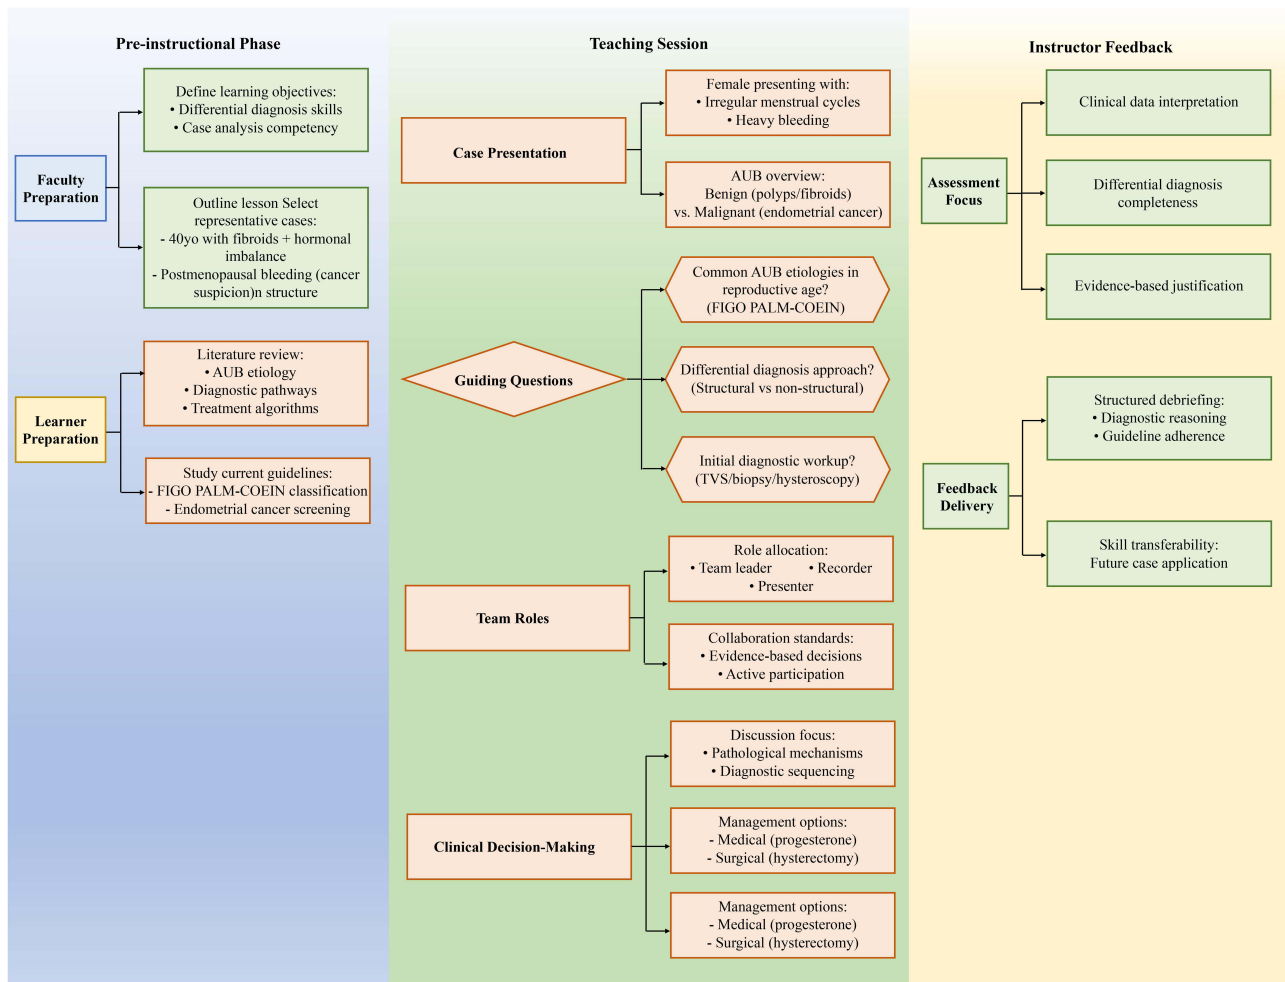 Pre-instructional Phase
Faculty
Preparation
Define learning objectives:
• Differential diagnosis skills
• Case analysis competency
Outline lesson Select
representative cases:
- 40yo with fibroids + hormonal
imbalance
- Postmenopausal bleeding (cancer
suspicion)n structure
Learner
Preparation
Literature review:
• AUB etiology
• Diagnostic pathways
• Treatment algorithms
Study current guidelines:
- FIGO PALM-COEIN classification
- Endometrial cancer screening
Teaching Session
Case Presentation
Female presenting with:
• Irregular menstrual cycles
• Heavy bleeding
AUB overview:
Benign (polyps/fibroids)
vs. Malignant (endometrial cancer)
Guiding Questions
Common AUB etiologies in
reproductive age?
(FIGO PALM-COEIN)
Differential diagnosis approach?
(Structural vs non-structural)
Initial diagnostic workup?
(TVS/biopsy/hysteroscopy)
Team Roles
Role allocation:
• Team leader • Recorder
• Presenter
Collaboration standards:
• Evidence-based decisions
• Active participation
Clinical Decision-Making
Discussion focus:
• Pathological mechanisms
• Diagnostic sequencing
Management options:
- Medical (progesterone)
- Surgical (hysterectomy)
Management options:
- Medical (progesterone)
- Surgical (hysterectomy)
Instructor Feedback
Assessment
Focus
Clinical data interpretation
Differential diagnosis
completeness
Evidence-based justification
Feedback
Delivery
Structured debriefing:
• Diagnostic reasoning
• Guideline adherence
Skill transferability:
Future case application